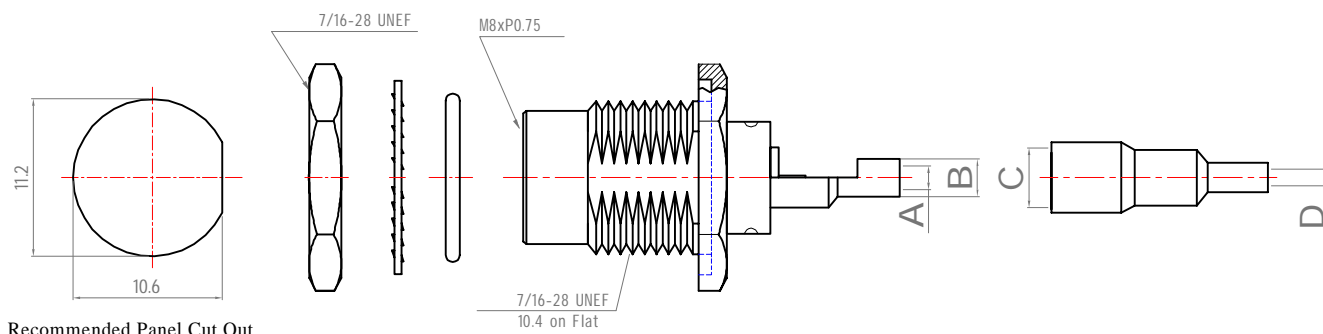 7/16-28 UNEF
M8xP0.75
11.2
10.6
7/16-28 UNEF
10.4 on Flat
A
B
C
D
Recommended Panel Cut Out